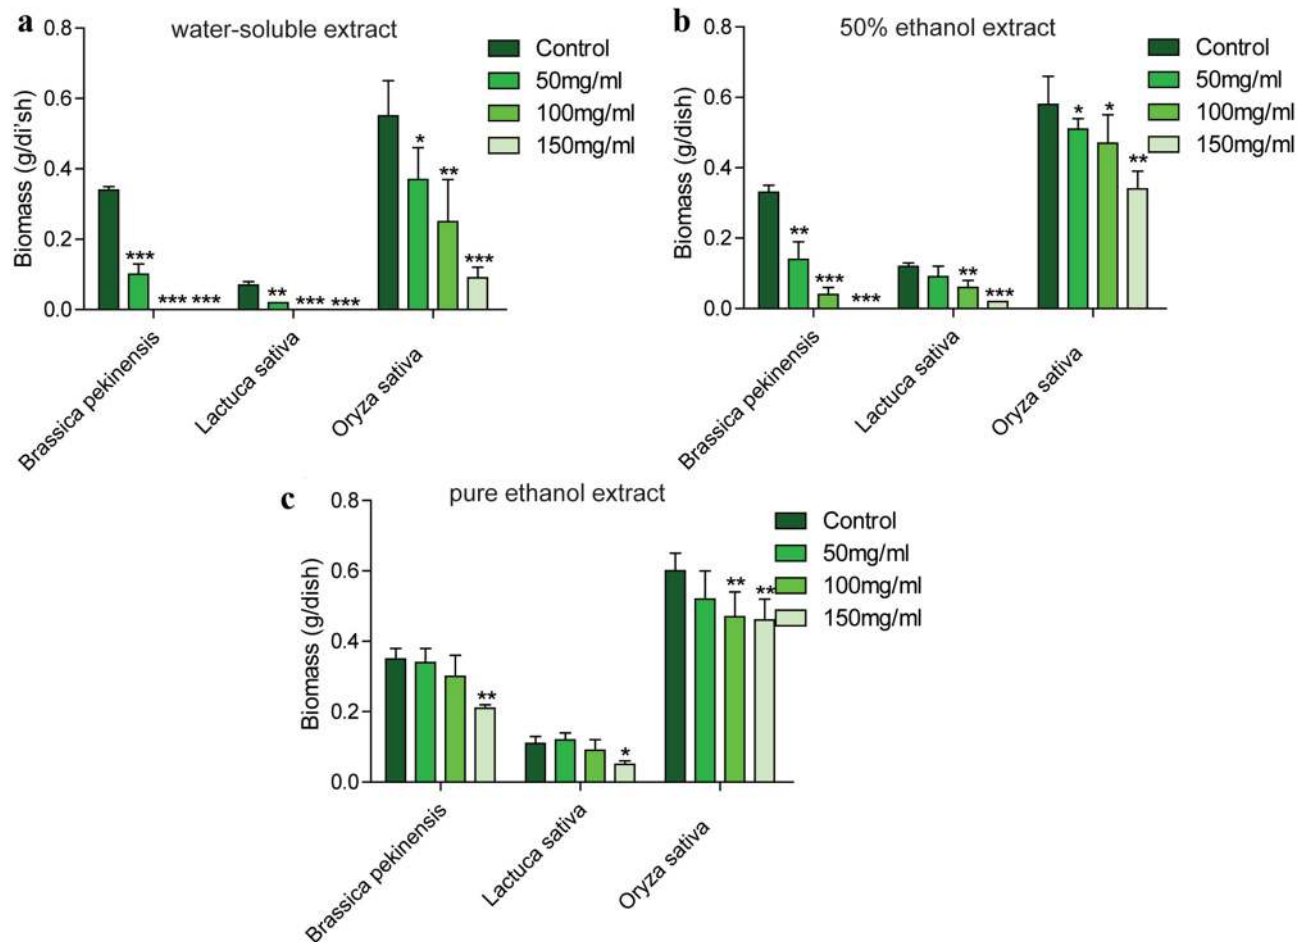 a
water-soluble extract
0.8
0.6
0.4
0.2
0.0
Biomass (g/di'sh)
Control
50mg/ml
100mg/ml
150mg/ml
*** *** ***
** *** ***
* ** ***
Brassica pekinensis
Lactuca sativa
Oryza sativa
b
50% ethanol extract
0.8
0.6
0.4
0.2
0.0
Biomass (g/dish)
Control
50mg/ml
100mg/ml
150mg/ml
** *** ***
** ***
* * **
Brassica pekinensis
Lactuca sativa
Oryza sativa
c
pure ethanol extract
0.8
0.6
0.4
0.2
0.0
Biomass (g/dish)
Control
50mg/ml
100mg/ml
150mg/ml
**
*
** **
Brassica pekinensis
Lactuca sativa
Oryza sativa